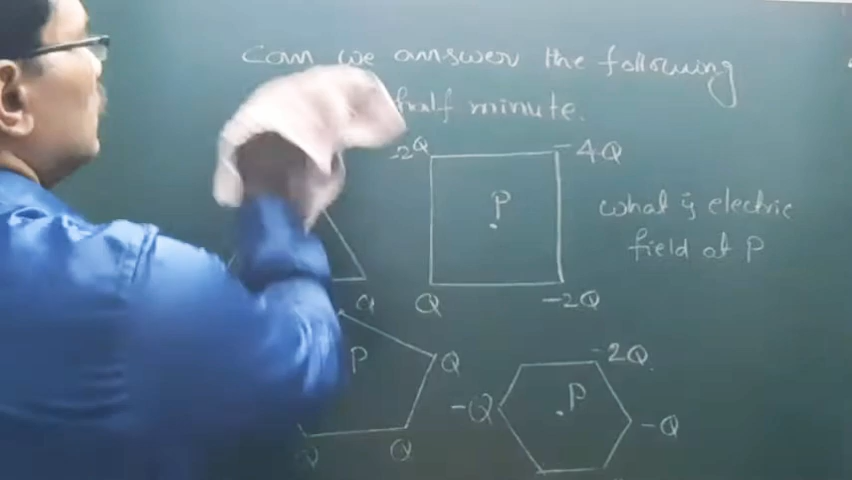 Can we answer the following
half minute.
-2Q -4Q
P
what is electric
field at P
Q Q -2Q
P Q
-2Q
-Q P
-Q
Q